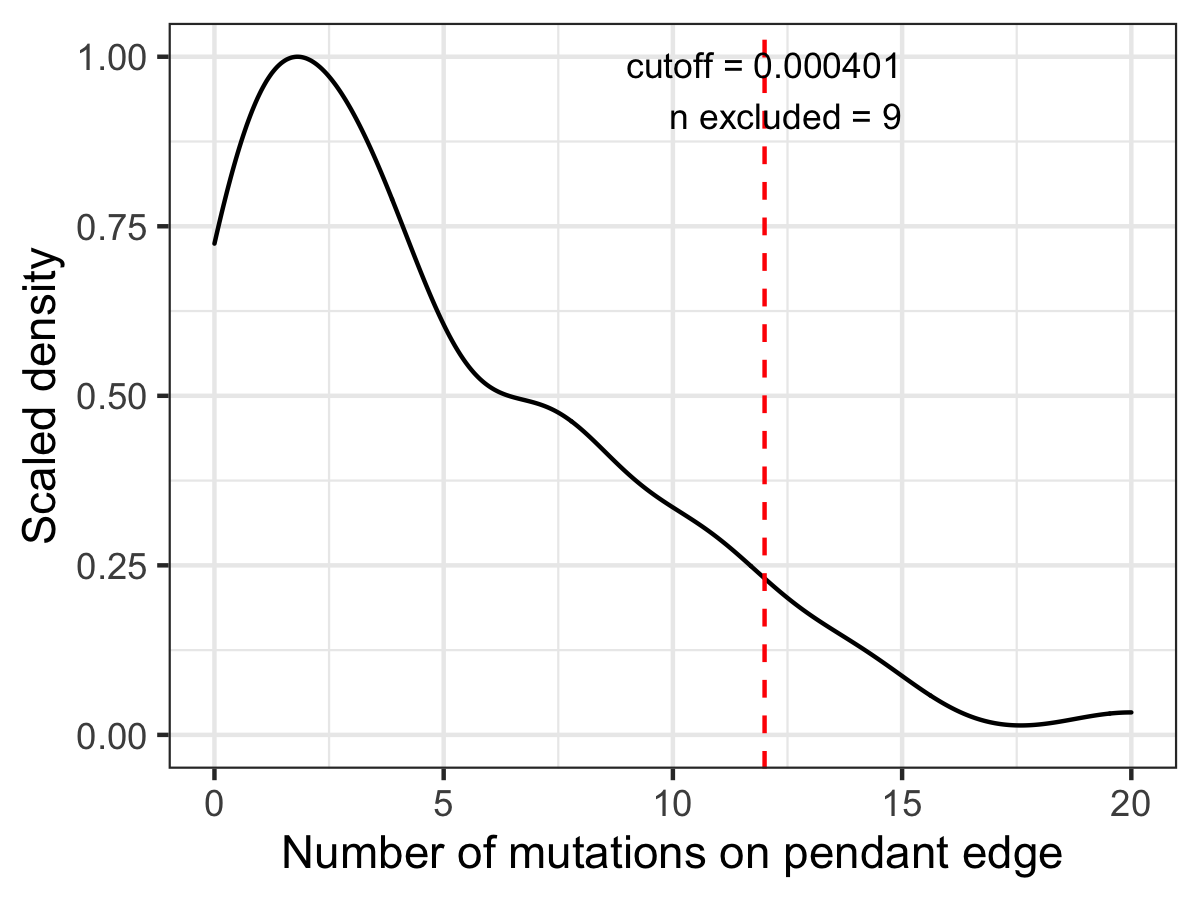 cutoff = 0.000401
n excluded = 9
1.00
0.75
0.50
0.25
0.00
Scaled density
0 5 10 15 20
Number of mutations on pendant edge